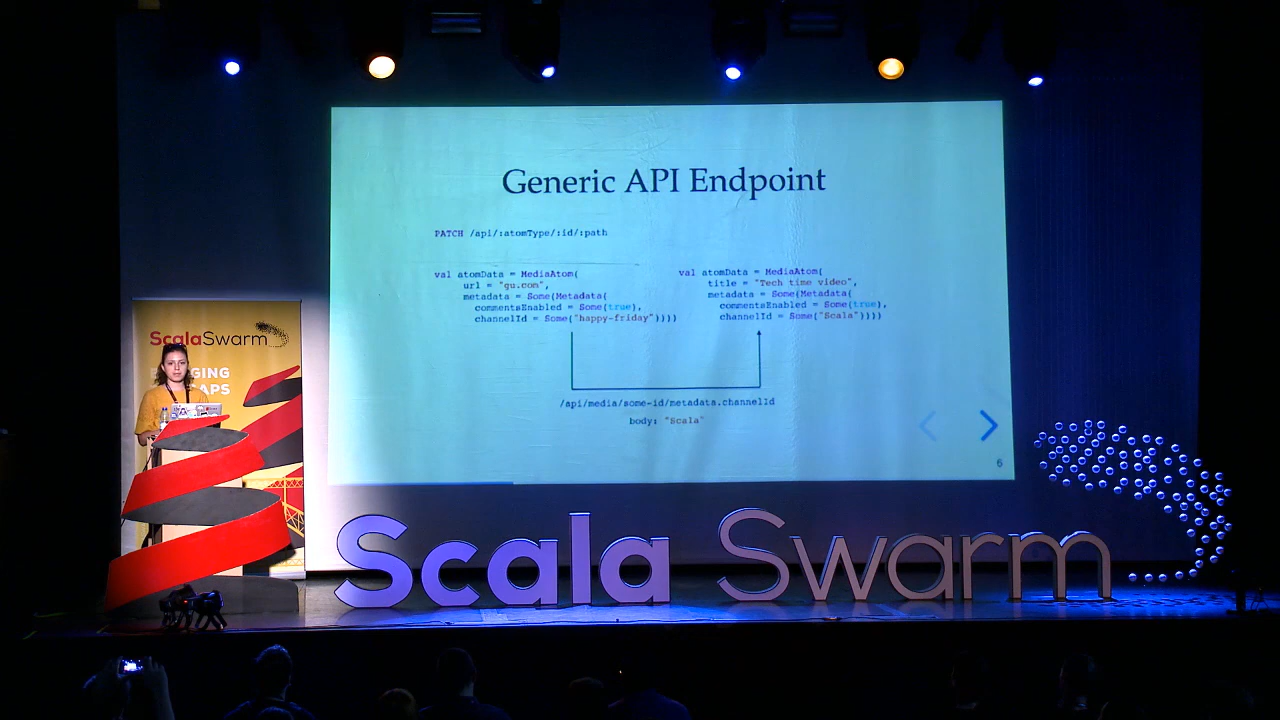 Generic API Endpoint
PATCH /api/:atomType/:id/:path
val atomData = MediaAtom(
url = "gu.com",
metadata = Some(Metadata(
commentsEnabled = Some(true),
channelId = Some("happy-friday"))))
val atomData = MediaAtom(
title = "Tech time video",
metadata = Some(Metadata(
commentsEnabled = Some(true),
channelId = Some("Scala"))))
/api/media/some-id/metadata.channelId
body: "Scala"
6
ScalaSwarm
Scala Swarm